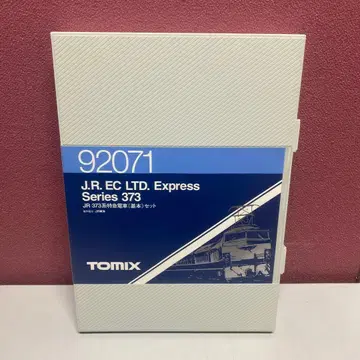 92071
J.R. EC LTD. Express
Series 373
JR 373系特急電車(基本)セット
TOMIX